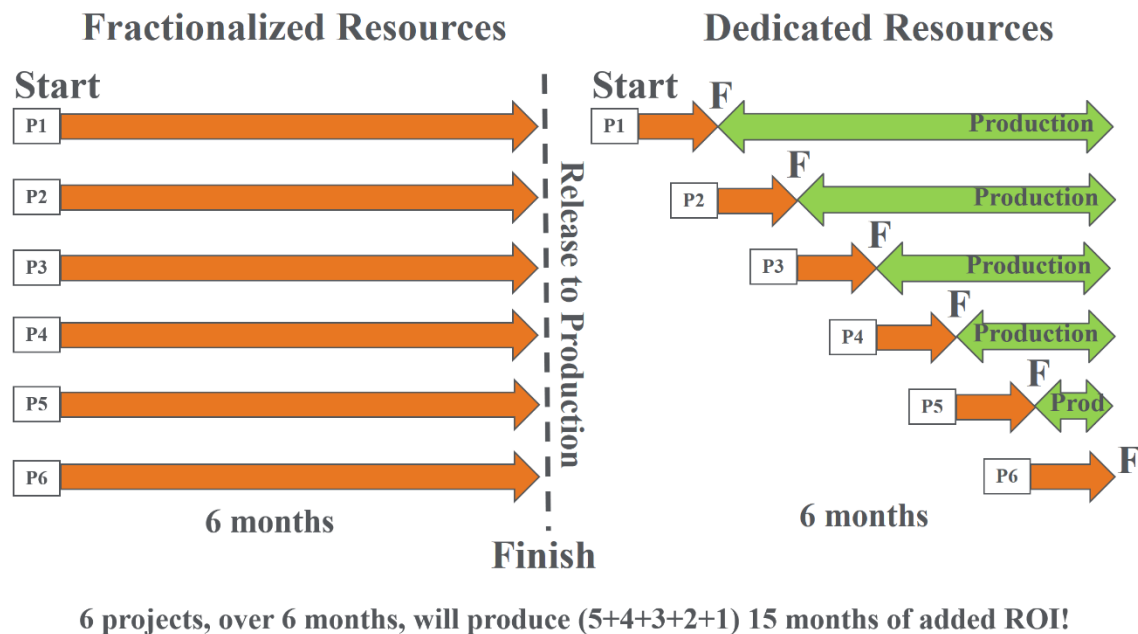 Fractionalized Resources
Start
P1
P2
P3
P4
P5
P6
6 months
Release to Production
Finish
Dedicated Resources
Start
P1
F
Production
P2
F
Production
P3
F
Production
P4
F
Production
P5
F
Prod
P6
F
6 months
6 projects, over 6 months, will produce (5+4+3+2+1) 15 months of added ROI!